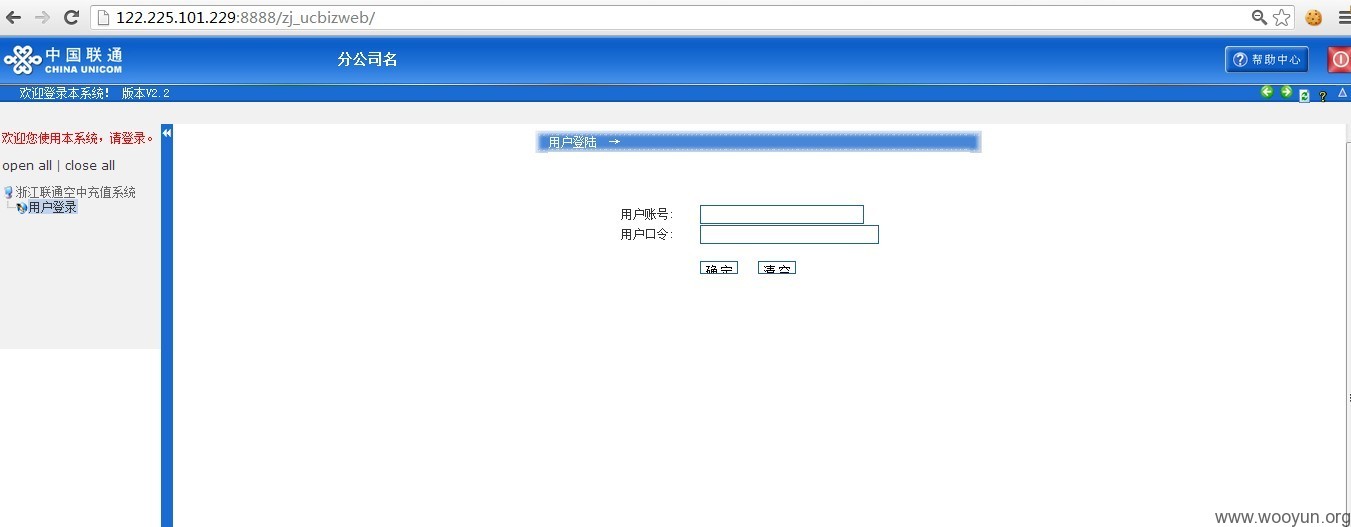 122.225.101.229:8888/zj_ucbizweb/
中国联通
CHINA UNICOM
分公司名
帮助中心
欢迎登录本系统! 版本V2.2
欢迎您使用本系统，请登录。
open all | close all
浙江联通空中充值系统
用户登录
用户登陆 →
用户账号:
用户口令:
确定 清空
www.wooyun.org